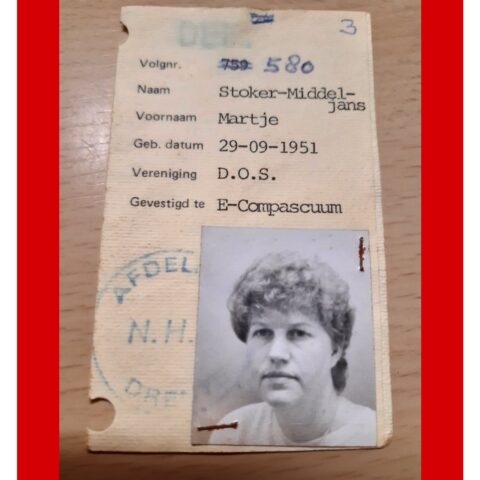 3
Volgnr. 759 580
Naam Stoker-Middel-
jans
Voornaam Martje
Geb. datum 29-09-1951
Vereniging D.O.S.
Gevestigd te E-Compascuum
AFDEL
N.H.
DRE